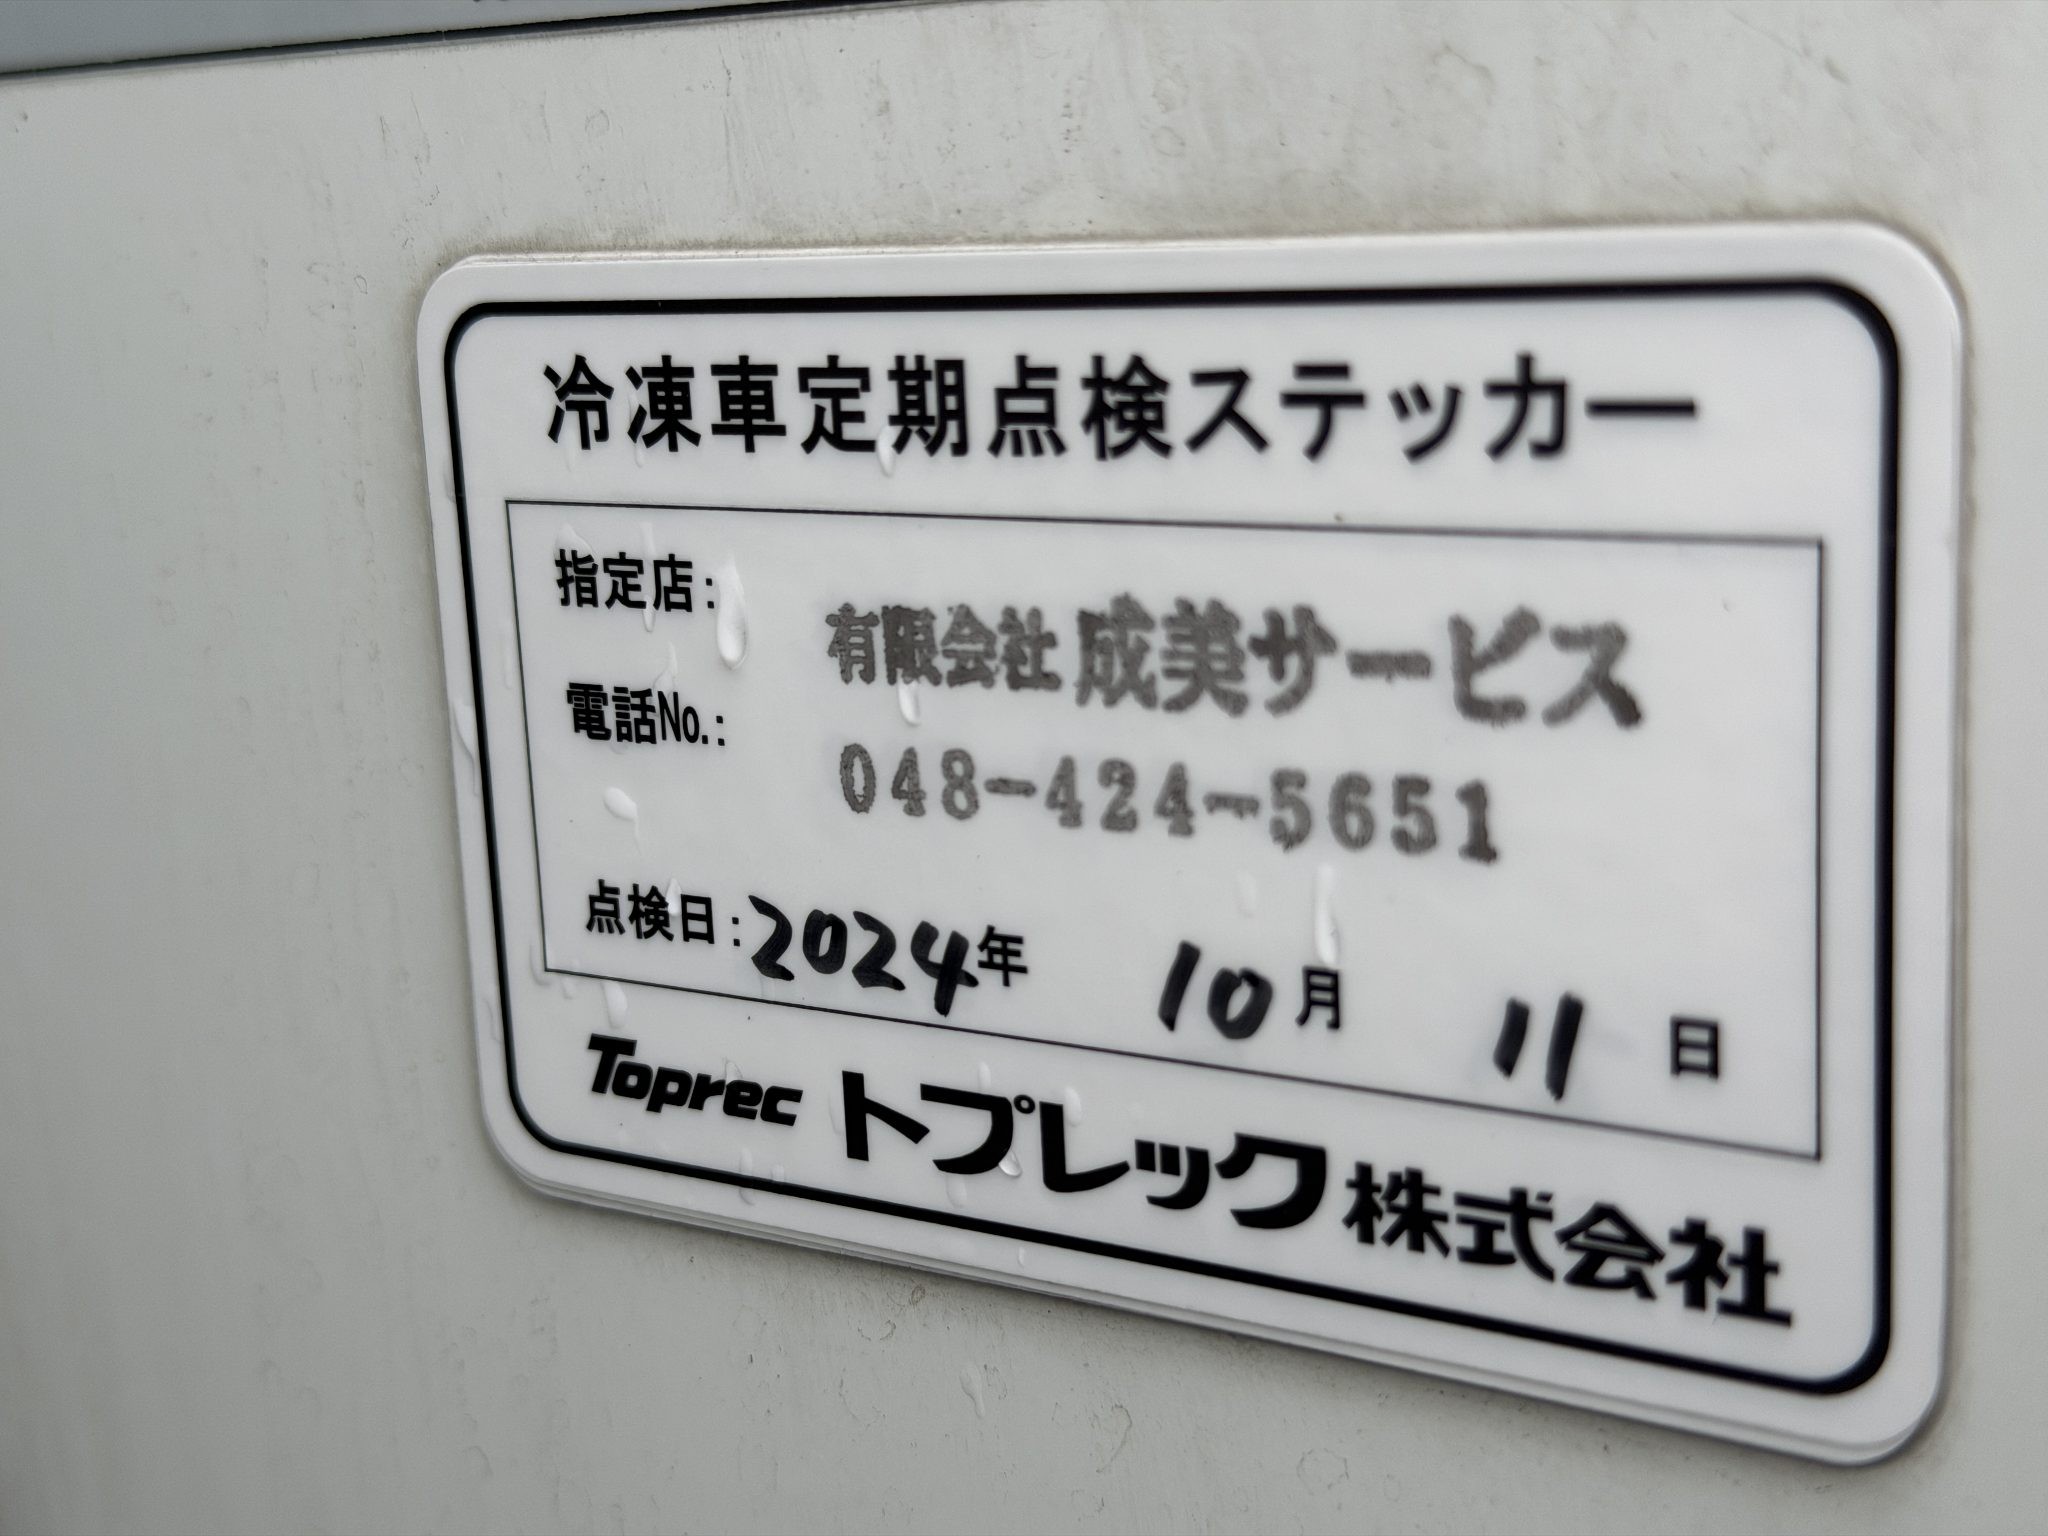 冷凍車定期点検ステッカー
指定店: 有限会社 成美サービス
電話No.: 048-424-5651
点検日: 2024年 10月 11日
Toprec トプレック株式会社